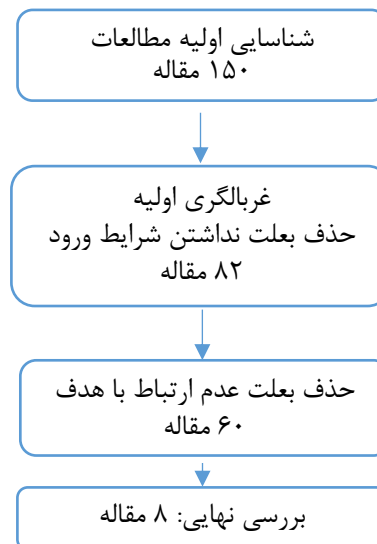 شناسایی اولیه مطالعات
۱۵۰ مقاله
غربالگری اولیه
حذف بعلت نداشتن شرایط ورود
۸۲ مقاله
حذف بعلت عدم ارتباط با هدف
۶۰ مقاله
بررسی نهایی: ۸ مقاله